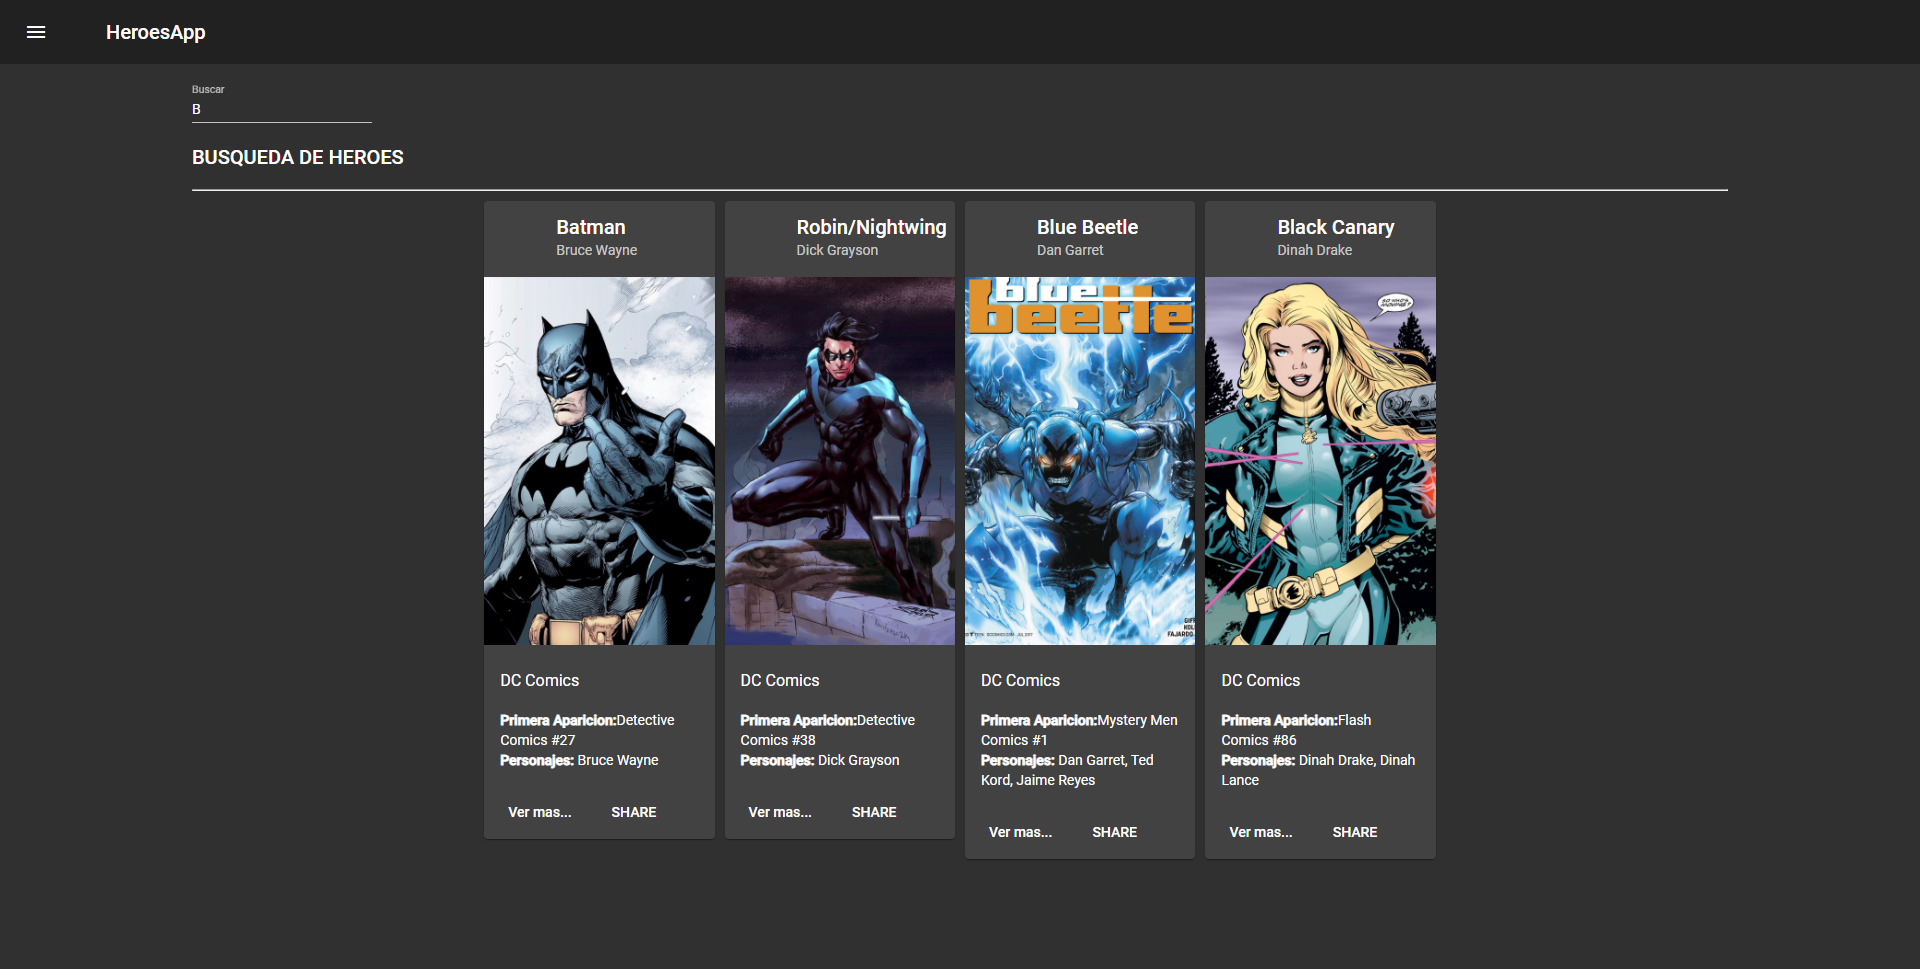 HeroesApp
Buscar
B
BUSQUEDA DE HEROES
Batman
Bruce Wayne
DC Comics
Primera Aparicion:Detective
Comics #27
Personajes: Bruce Wayne
Ver mas...
SHARE
Robin/Nightwing
Dick Grayson
DC Comics
Primera Aparicion:Detective
Comics #38
Personajes: Dick Grayson
Ver mas...
SHARE
Blue Beetle
Dan Garret
blue
beetle
DC Comics
Primera Aparicion:Mystery Men
Comics #1
Personajes: Dan Garret, Ted
Kord, Jaime Reyes
Ver mas...
SHARE
Black Canary
Dinah Drake
DC Comics
Primera Aparicion:Flash
Comics #86
Personajes: Dinah Drake, Dinah
Lance
Ver mas...
SHARE